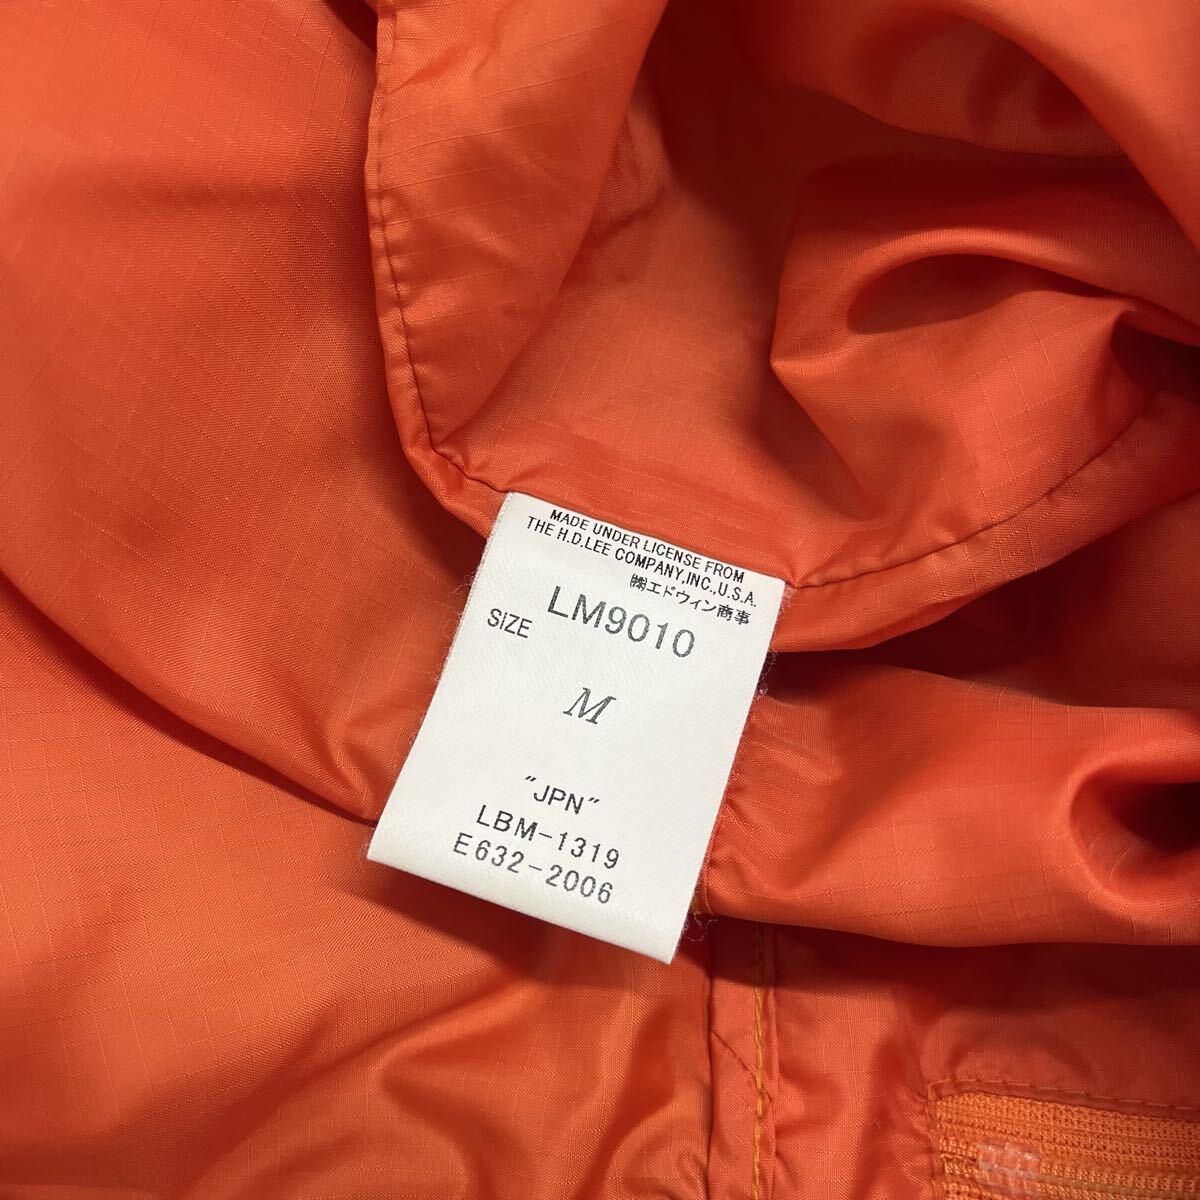 MADE UNDER LICENSE FROM
THE H.D.LEE COMPANY,INC.,U.S.A.
㈱エドウィン商事
LM9010
SIZE
M
"JPN"
LBM-1319
E632-2006